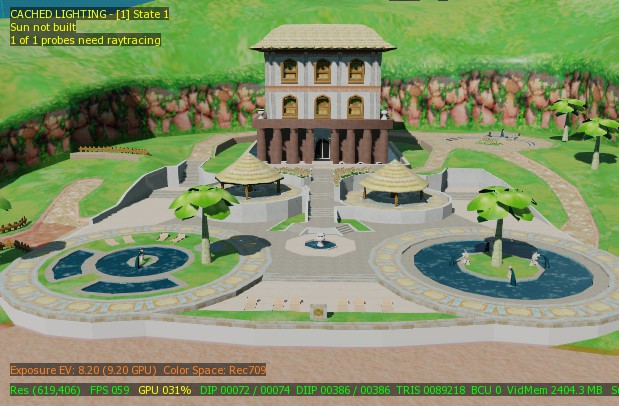 CACHED LIGHTING - [1] State 1
Sun not built
1 of 1 probes need raytracing
Exposure EV: 8.20 (9.20 GPU) Color Space: Rec709
Res (619,406) FPS 059 GPU 031% DIP 00072 / 00074 DIIP 00386 / 00386 TRIS 0089218 BCU 0 VidMem 2404.3 MB